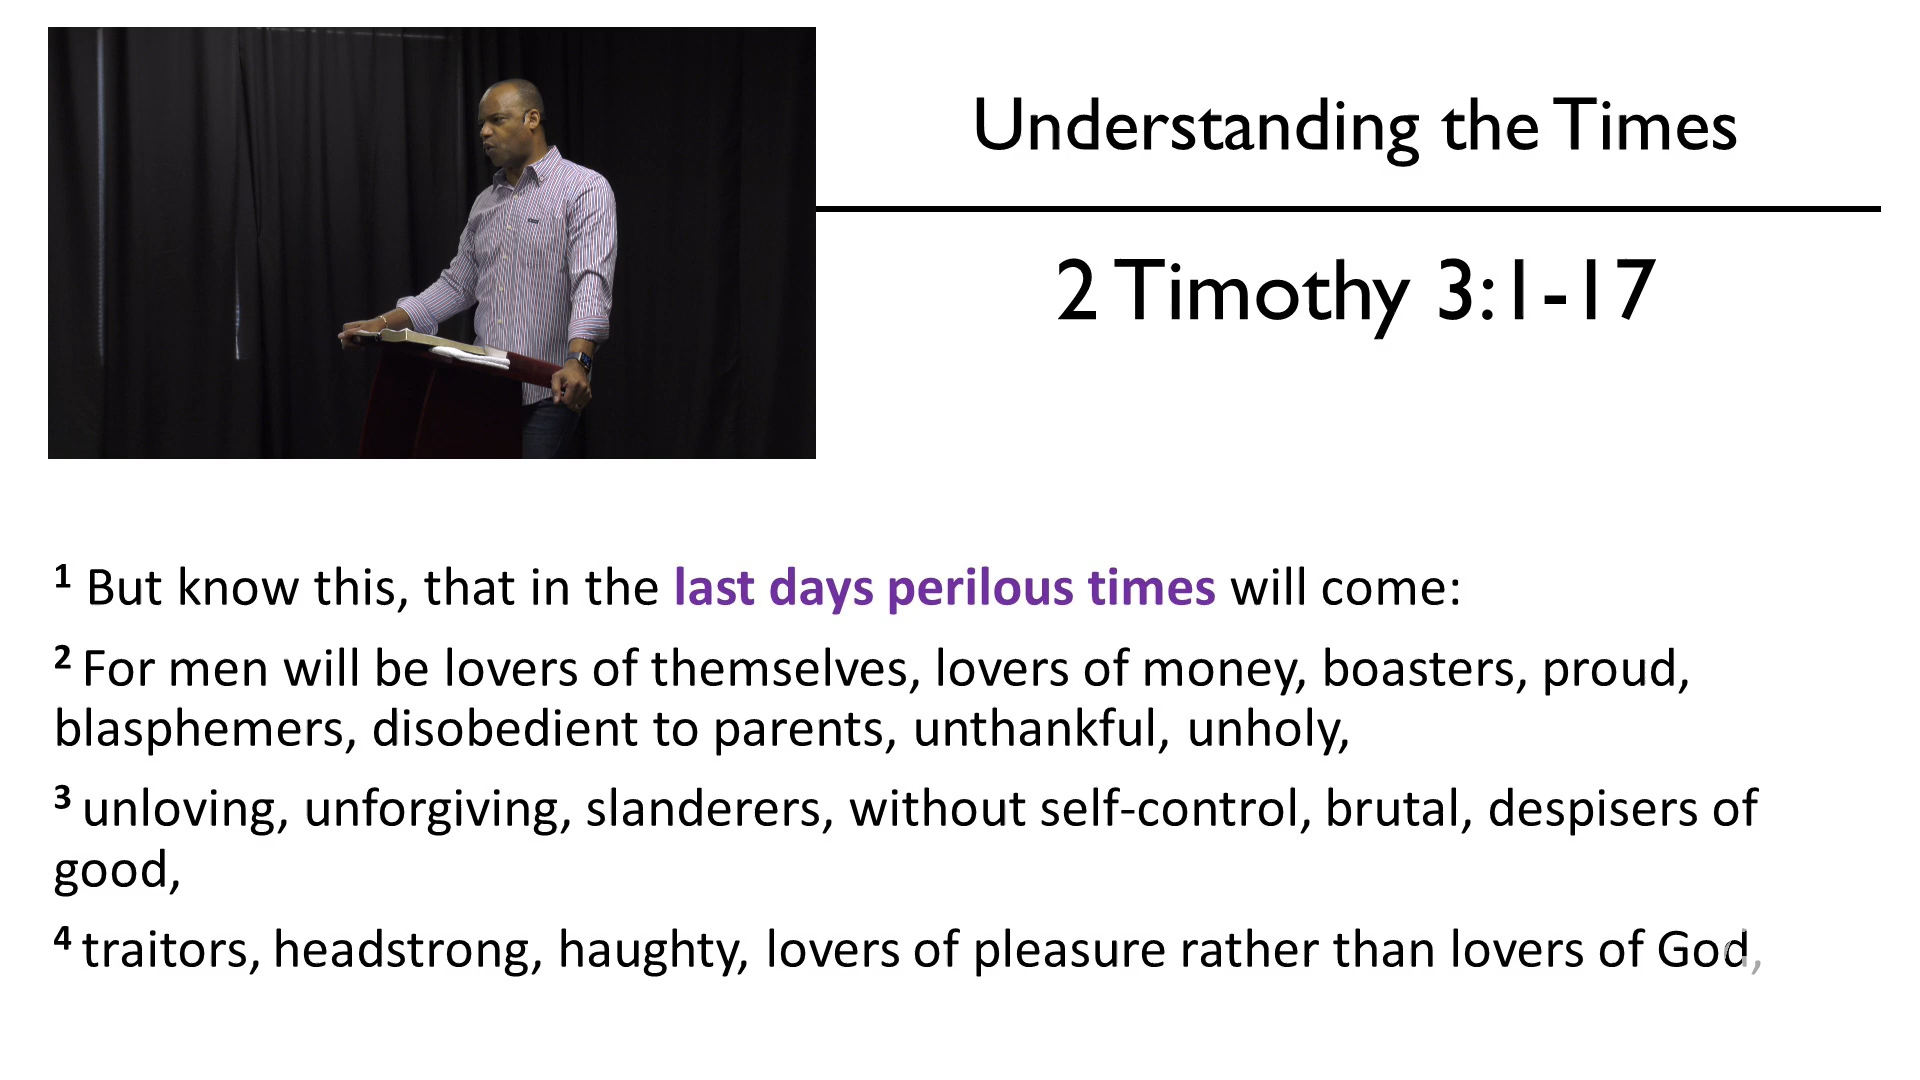 Understanding the Times
2 Timothy 3:1-17
1 But know this, that in the last days perilous times will come:
2 For men will be lovers of themselves, lovers of money, boasters, proud,
blasphemers, disobedient to parents, unthankful, unholy,
3 unloving, unforgiving, slanderers, without self-control, brutal, despisers of
good,
4 traitors, headstrong, haughty, lovers of pleasure rather than lovers of God,